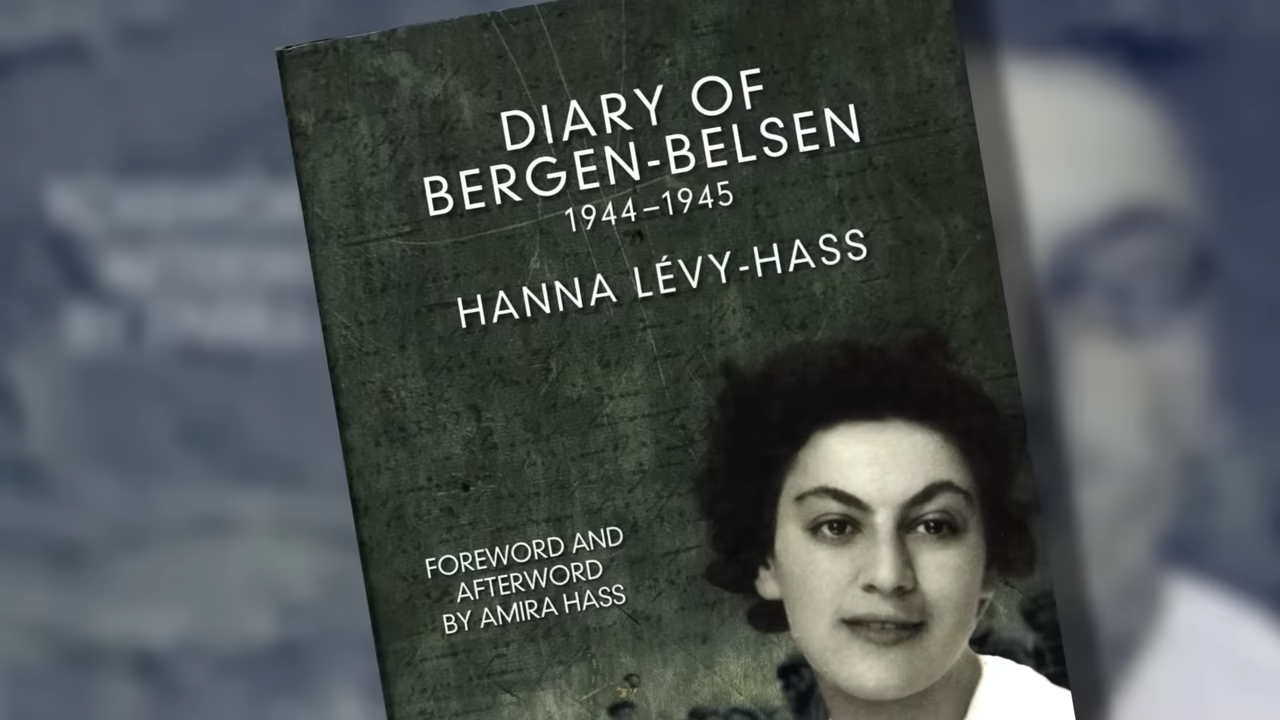 DIARY OF
BERGEN-BELSEN
1944–1945
HANNA LÉVY-HASS
FOREWORD AND
AFTERWORD
BY AMIRA HASS